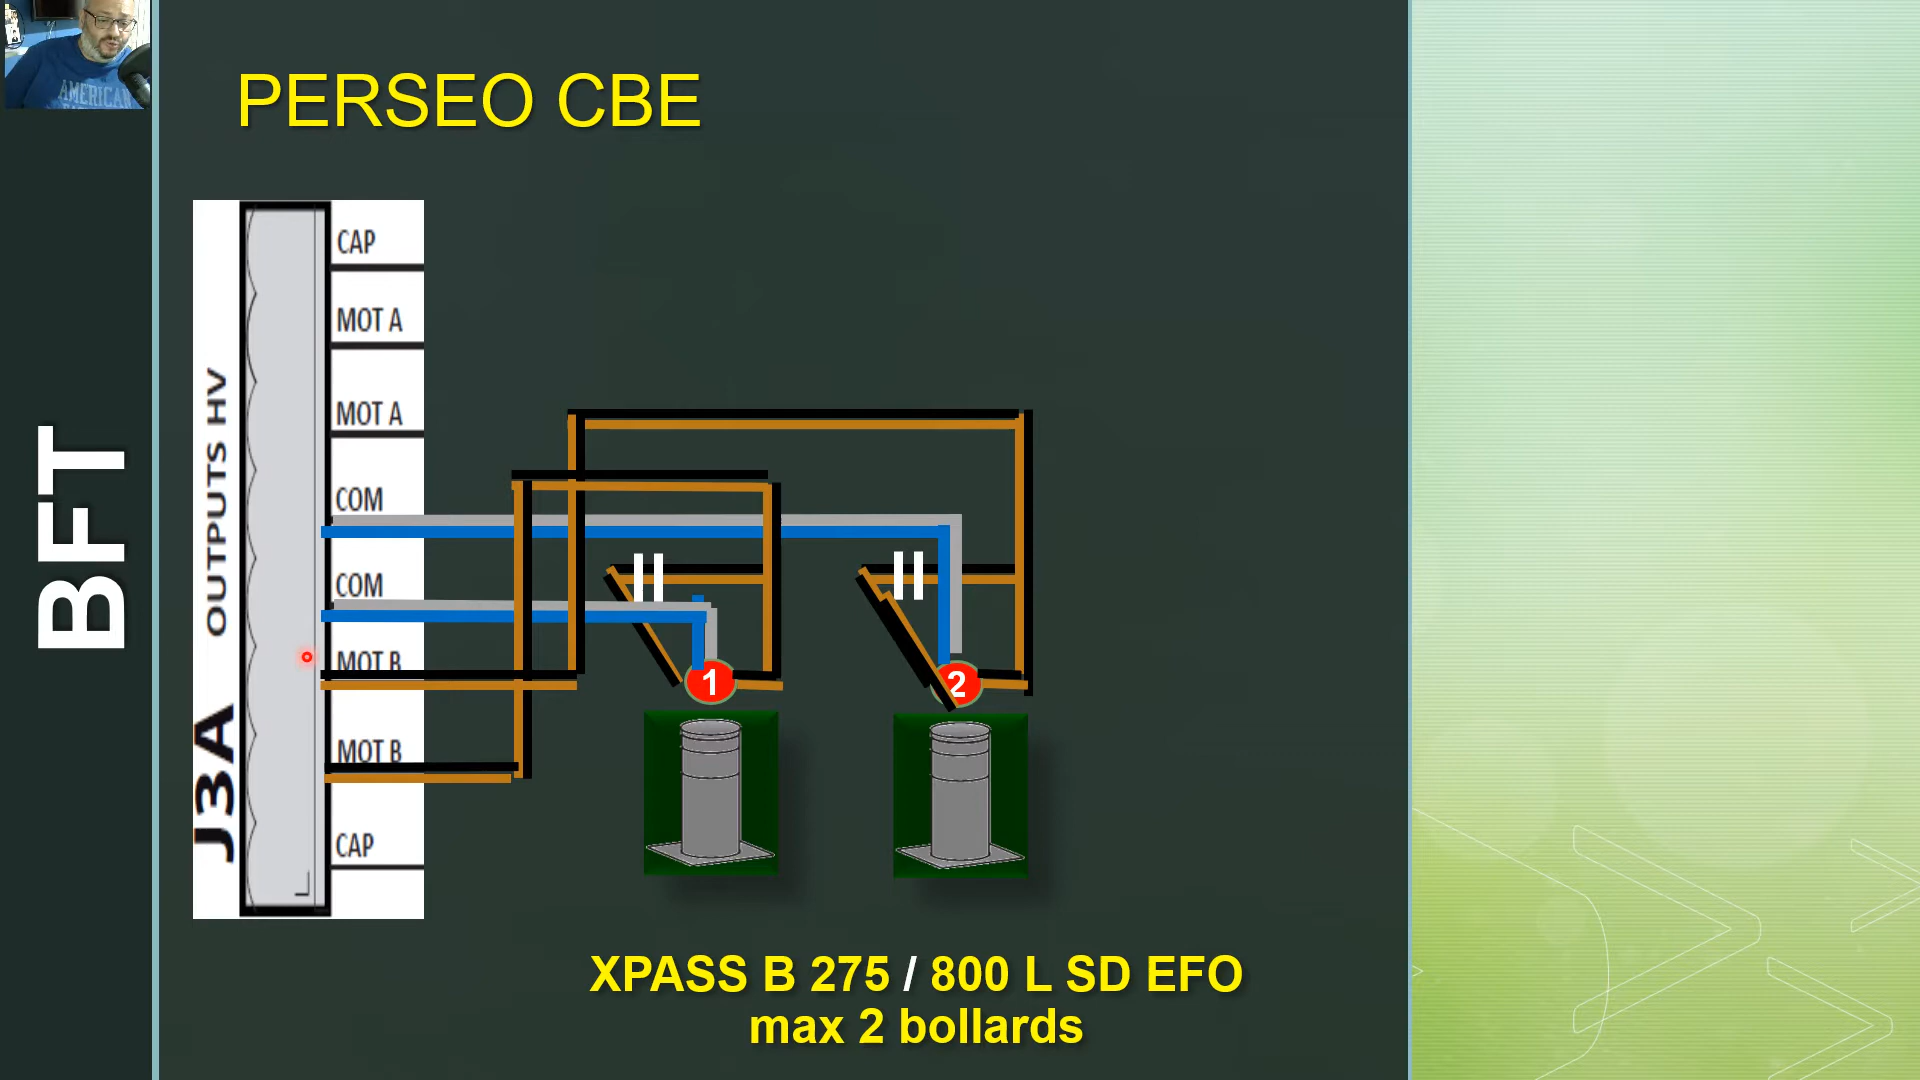 AMERICAN
PERSEO CBE
BFT
J3A OUTPUTS HV
CAP
MOT A
MOT A
COM
COM
MOT B
MOT B
CAP
1
2
XPASS B 275 / 800 L SD EFO
max 2 bollards